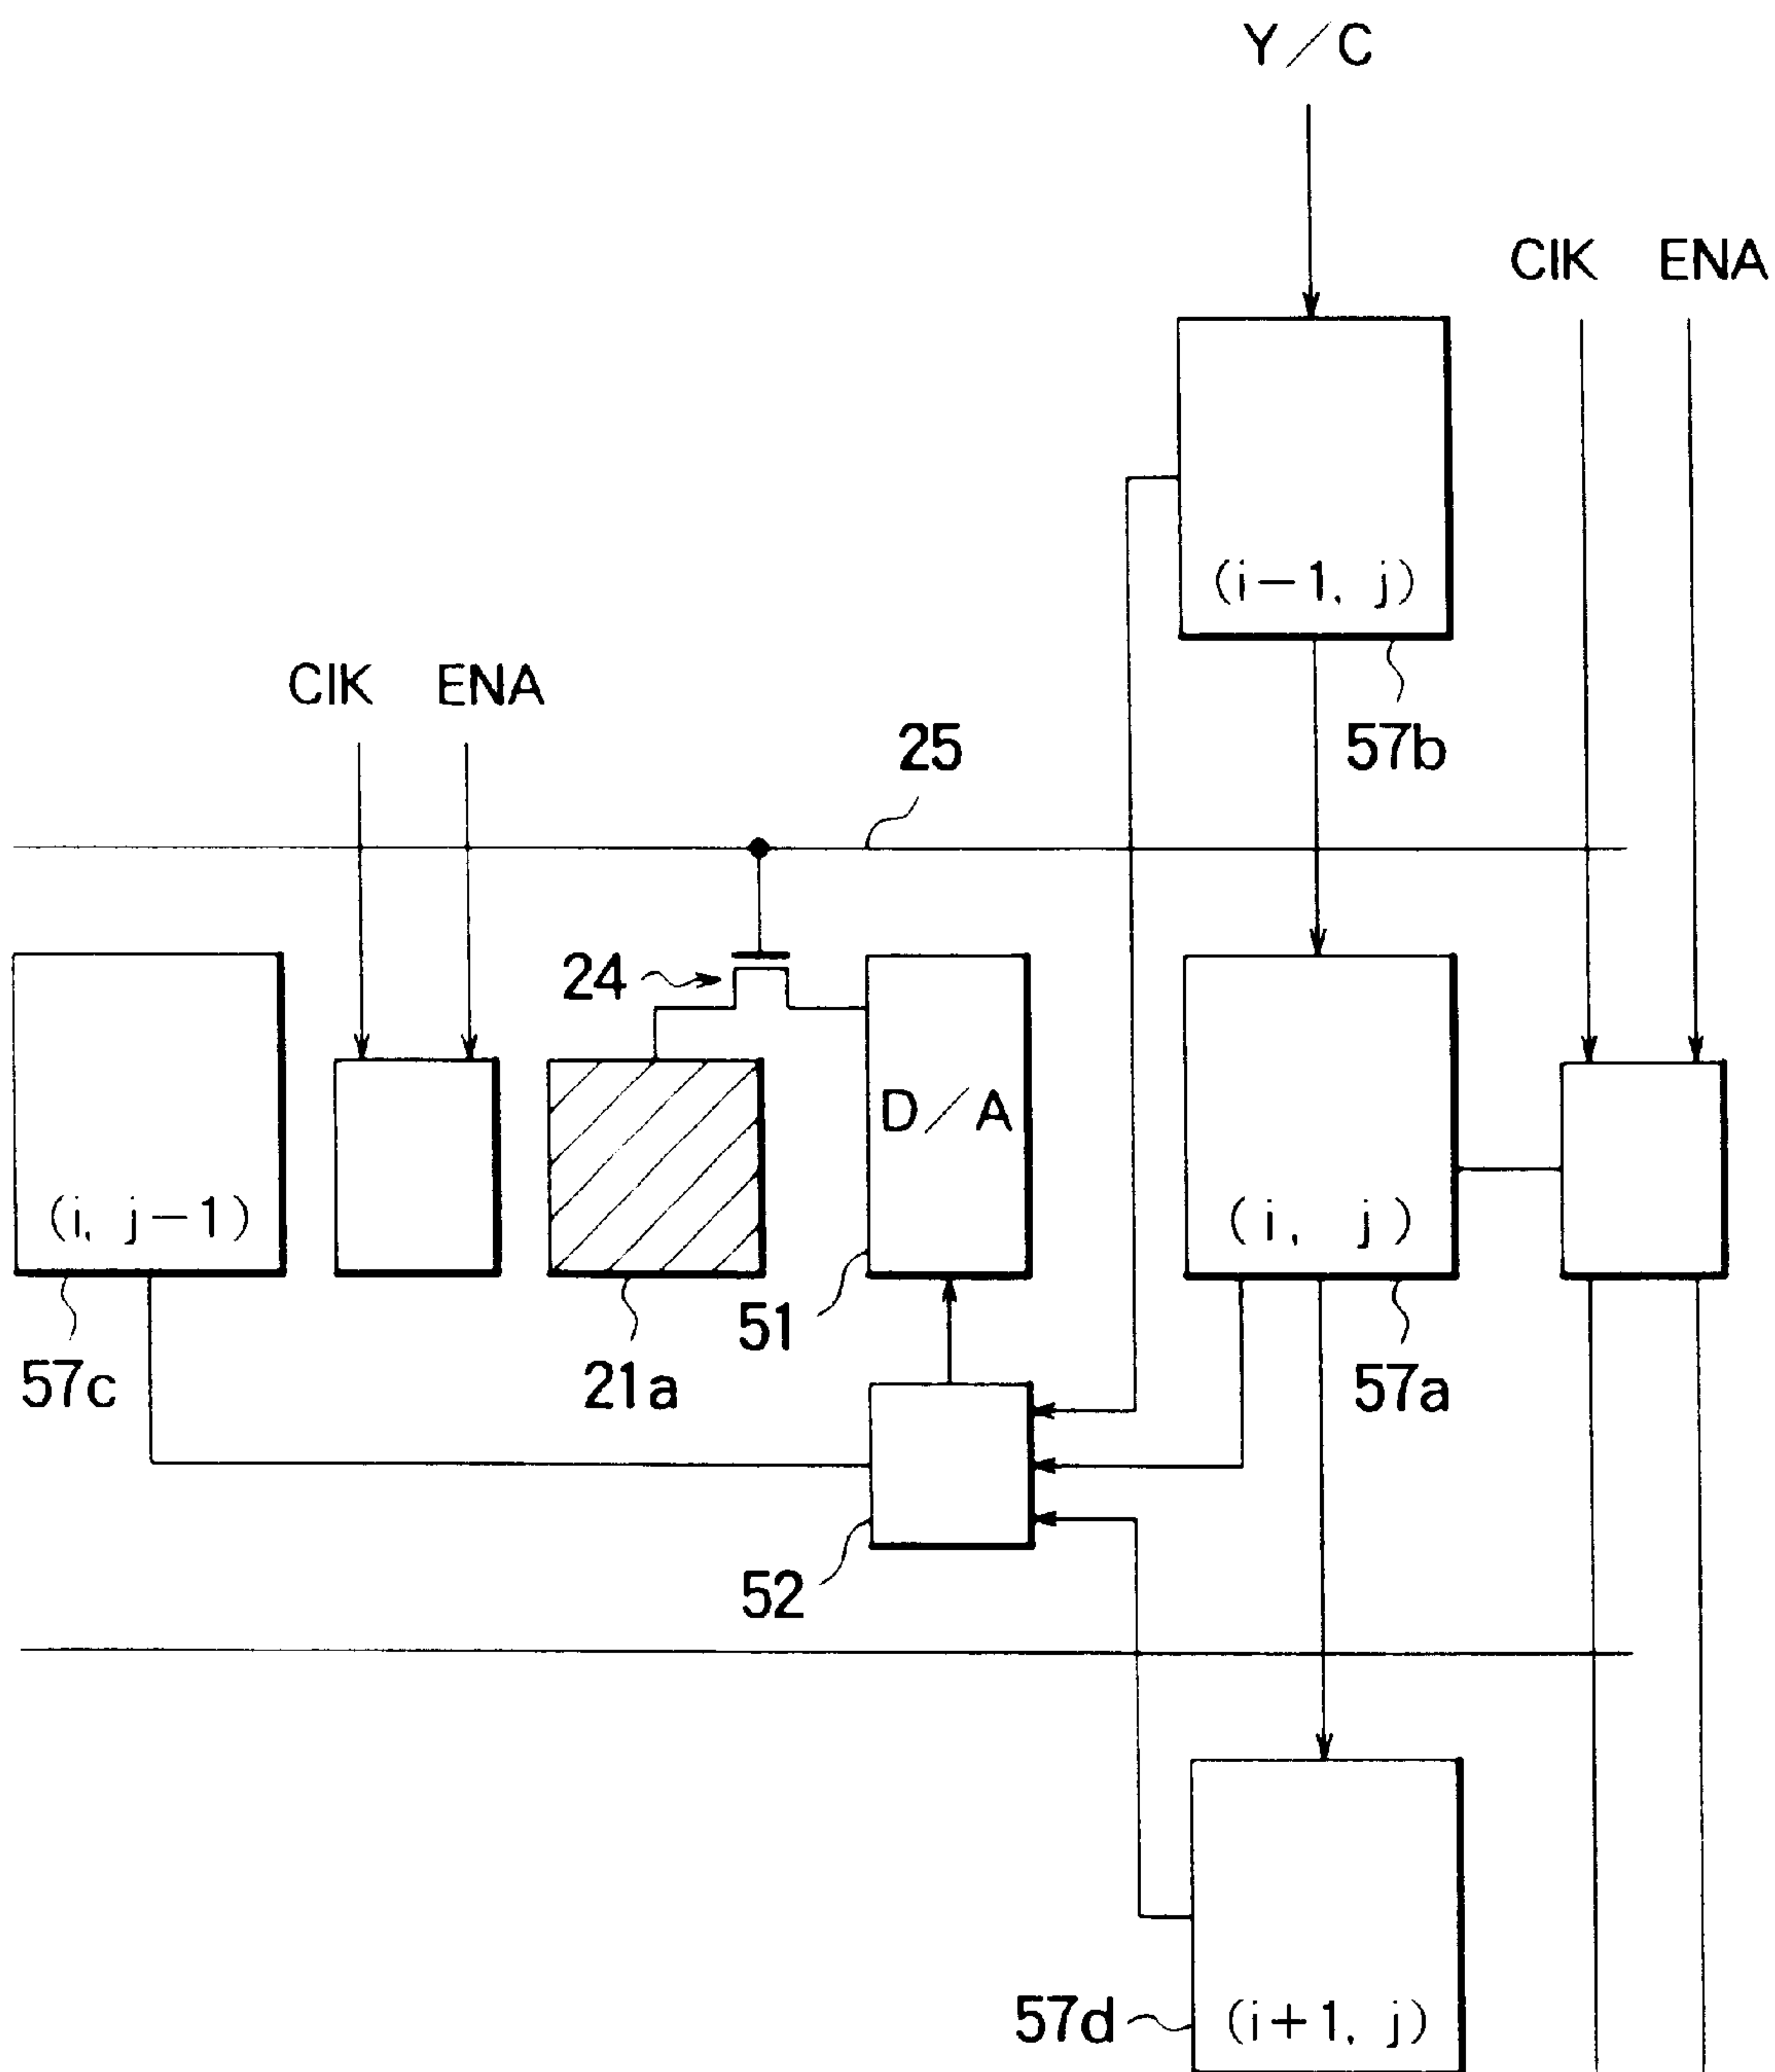 Y/C
CIK ENA
(i−1, j)
57b
CIK ENA
25
24
D/A
(i, j−1)
(i, j)
57c
21a
51
57a
52
57d
(i+1, j)